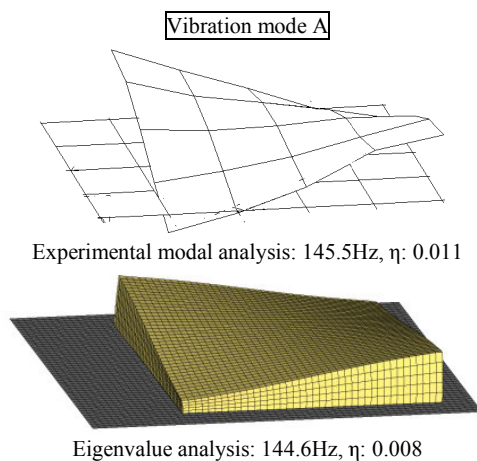 Vibration mode A
Experimental modal analysis: 145.5Hz, η: 0.011
Eigenvalue analysis: 144.6Hz, η: 0.008